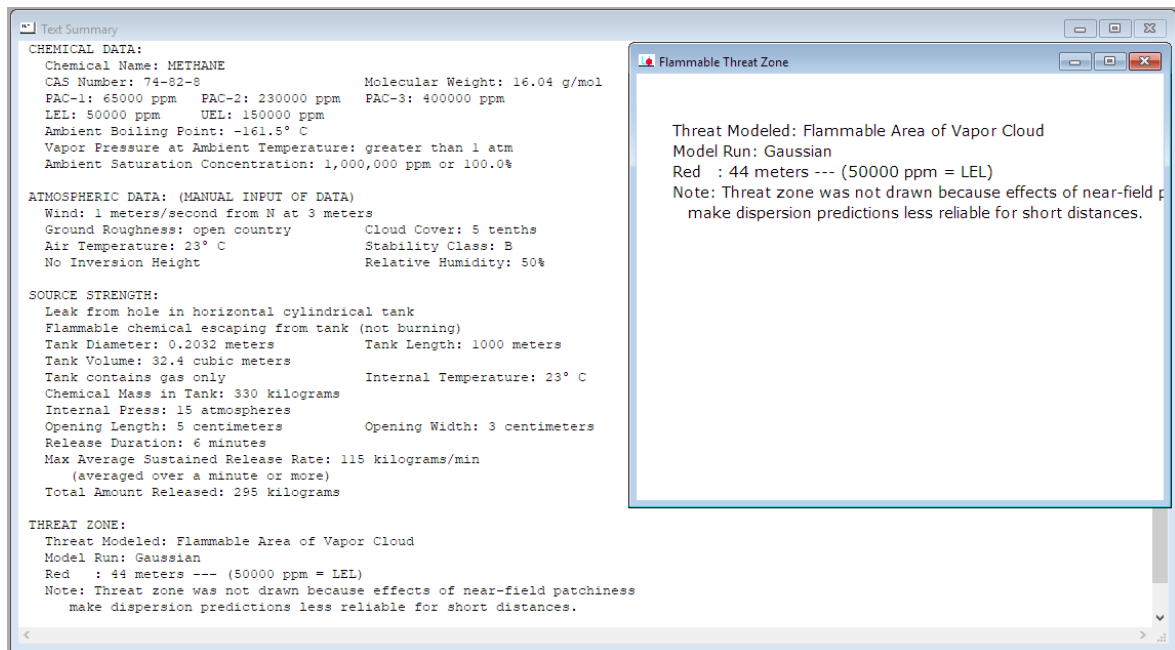 Text Summary
CHEMICAL DATA:
Chemical Name: METHANE
CAS Number: 74-82-8 Molecular Weight: 16.04 g/mol
PAC-1: 65000 ppm PAC-2: 230000 ppm PAC-3: 400000 ppm
LEL: 50000 ppm UEL: 150000 ppm
Ambient Boiling Point: -161.5° C
Vapor Pressure at Ambient Temperature: greater than 1 atm
Ambient Saturation Concentration: 1,000,000 ppm or 100.0%
ATMOSPHERIC DATA: (MANUAL INPUT OF DATA)
Wind: 1 meters/second from N at 3 meters
Ground Roughness: open country Cloud Cover: 5 tenths
Air Temperature: 23° C Stability Class: B
No Inversion Height Relative Humidity: 50%
SOURCE STRENGTH:
Leak from hole in horizontal cylindrical tank
Flammable chemical escaping from tank (not burning)
Tank Diameter: 0.2032 meters Tank Length: 1000 meters
Tank Volume: 32.4 cubic meters
Tank contains gas only Internal Temperature: 23° C
Chemical Mass in Tank: 330 kilograms
Internal Press: 15 atmospheres
Opening Length: 5 centimeters Opening Width: 3 centimeters
Release Duration: 6 minutes
Max Average Sustained Release Rate: 115 kilograms/min
(averaged over a minute or more)
Total Amount Released: 295 kilograms
THREAT ZONE:
Threat Modeled: Flammable Area of Vapor Cloud
Model Run: Gaussian
Red : 44 meters --- (50000 ppm = LEL)
Note: Threat zone was not drawn because effects of near-field patchiness
make dispersion predictions less reliable for short distances.
Flammable Threat Zone
Threat Modeled: Flammable Area of Vapor Cloud
Model Run: Gaussian
Red : 44 meters --- (50000 ppm = LEL)
Note: Threat zone was not drawn because effects of near-field
make dispersion predictions less reliable for short distances.